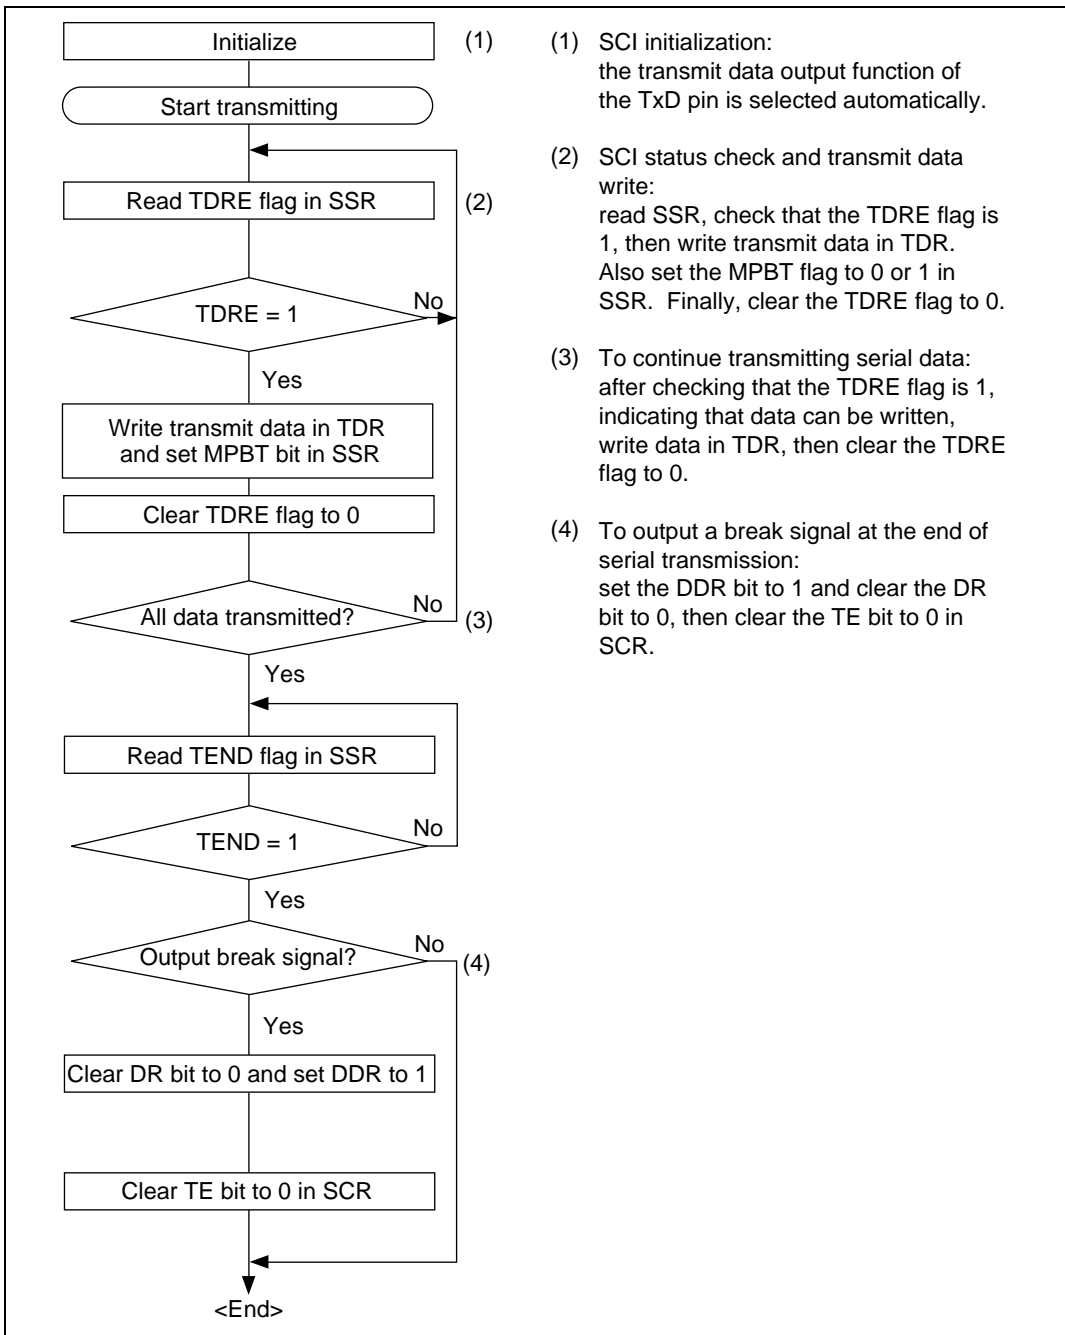 Initialize
(1)
Start transmitting
Read TDRE flag in SSR
(2)
TDRE = 1
No
Yes
Write transmit data in TDR
and set MPBT bit in SSR
Clear TDRE flag to 0
All data transmitted?
No
(3)
Yes
Read TEND flag in SSR
TEND = 1
No
Yes
Output break signal?
No
(4)
Yes
Clear DR bit to 0 and set DDR to 1
Clear TE bit to 0 in SCR
<End>
(1) SCI initialization:
the transmit data output function of
the TxD pin is selected automatically.
(2) SCI status check and transmit data
write:
read SSR, check that the TDRE flag is
1, then write transmit data in TDR.
Also set the MPBT flag to 0 or 1 in
SSR.  Finally, clear the TDRE flag to 0.
(3) To continue transmitting serial data:
after checking that the TDRE flag is 1,
indicating that data can be written,
write data in TDR, then clear the TDRE
flag to 0.
(4) To output a break signal at the end of
serial transmission:
set the DDR bit to 1 and clear the DR
bit to 0, then clear the TE bit to 0 in
SCR.